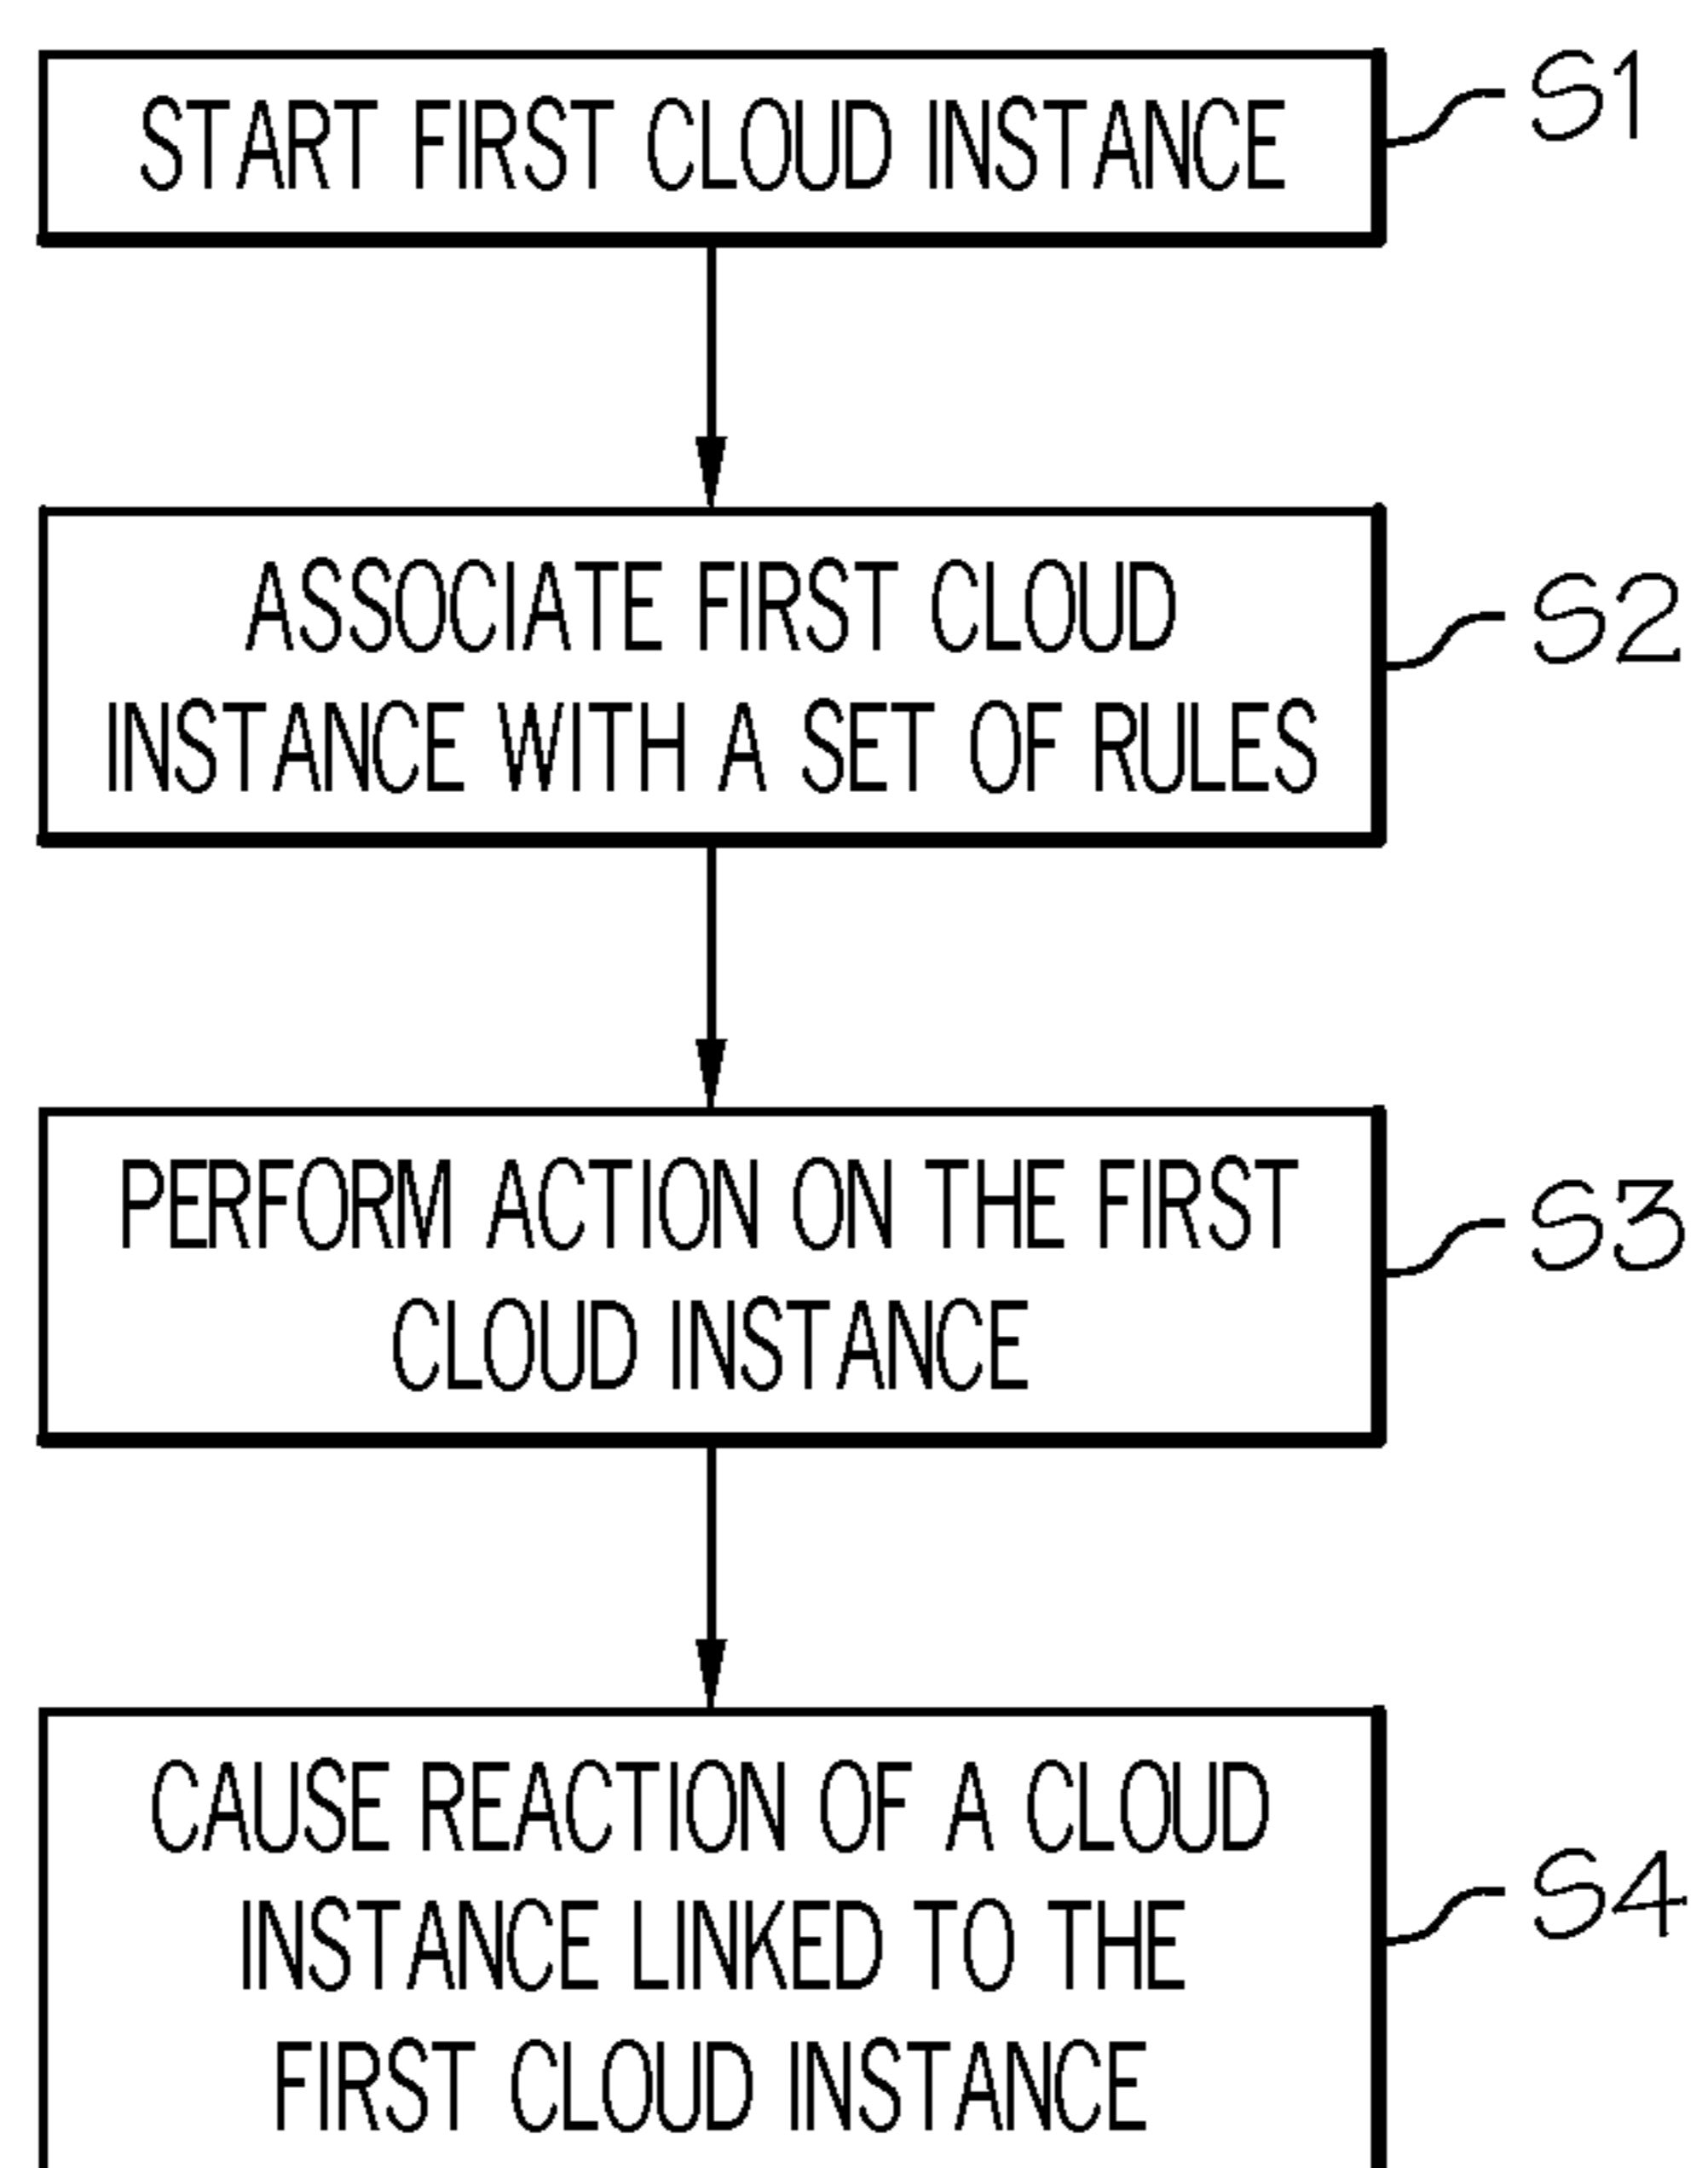 START FIRST CLOUD INSTANCE
S1
ASSOCIATE FIRST CLOUD
INSTANCE WITH A SET OF RULES
S2
PERFORM ACTION ON THE FIRST
CLOUD INSTANCE
S3
CAUSE REACTION OF A CLOUD
INSTANCE LINKED TO THE
FIRST CLOUD INSTANCE
S4